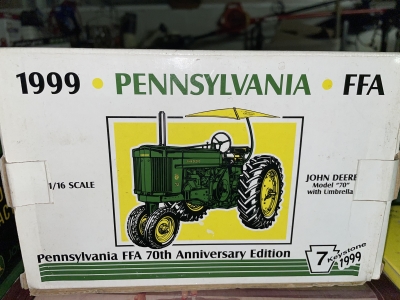 1999 • PENNSYLVANIA • FFA
1/16 SCALE
JOHN DEERE
Model "70"
with Umbrella
Pennsylvania FFA 70th Anniversary Edition
7 Keystone
1999